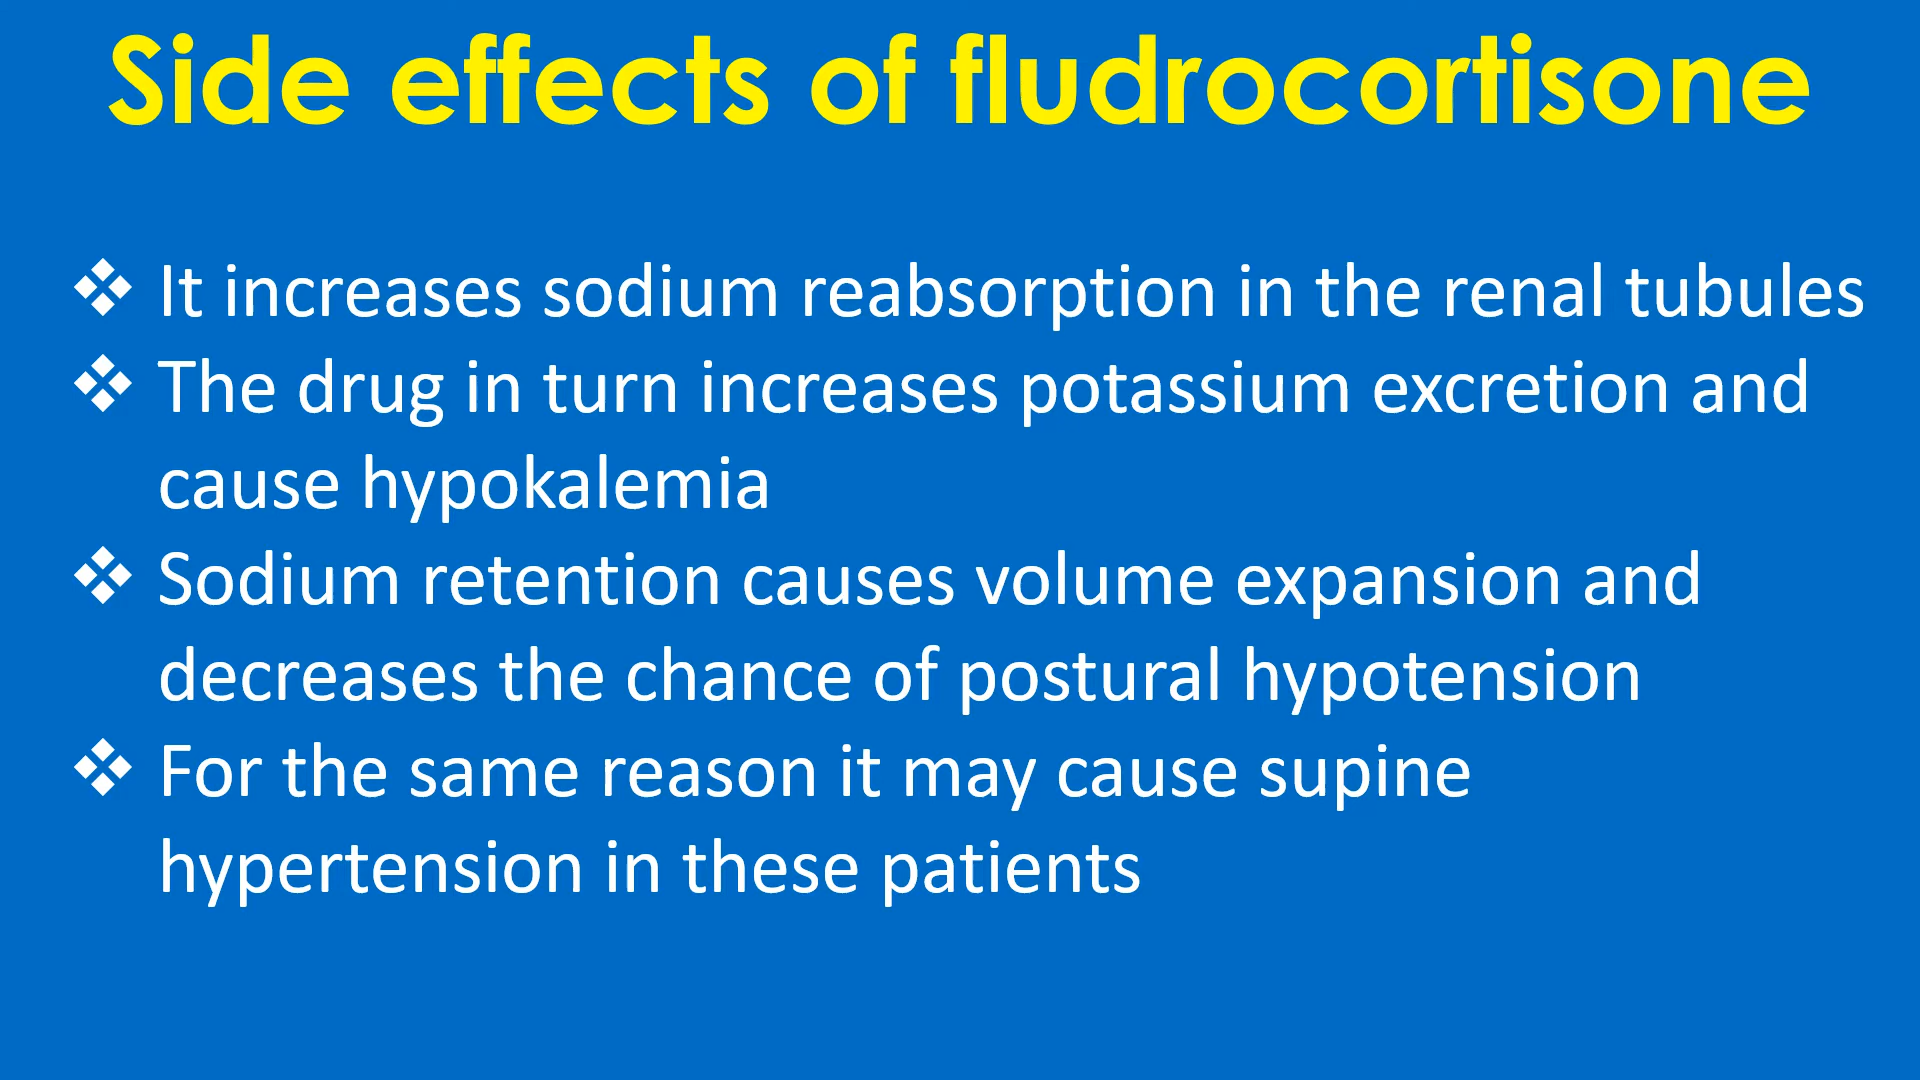 Side effects of fludrocortisone
❖ It increases sodium reabsorption in the renal tubules
❖ The drug in turn increases potassium excretion and
cause hypokalemia
❖ Sodium retention causes volume expansion and
decreases the chance of postural hypotension
❖ For the same reason it may cause supine
hypertension in these patients